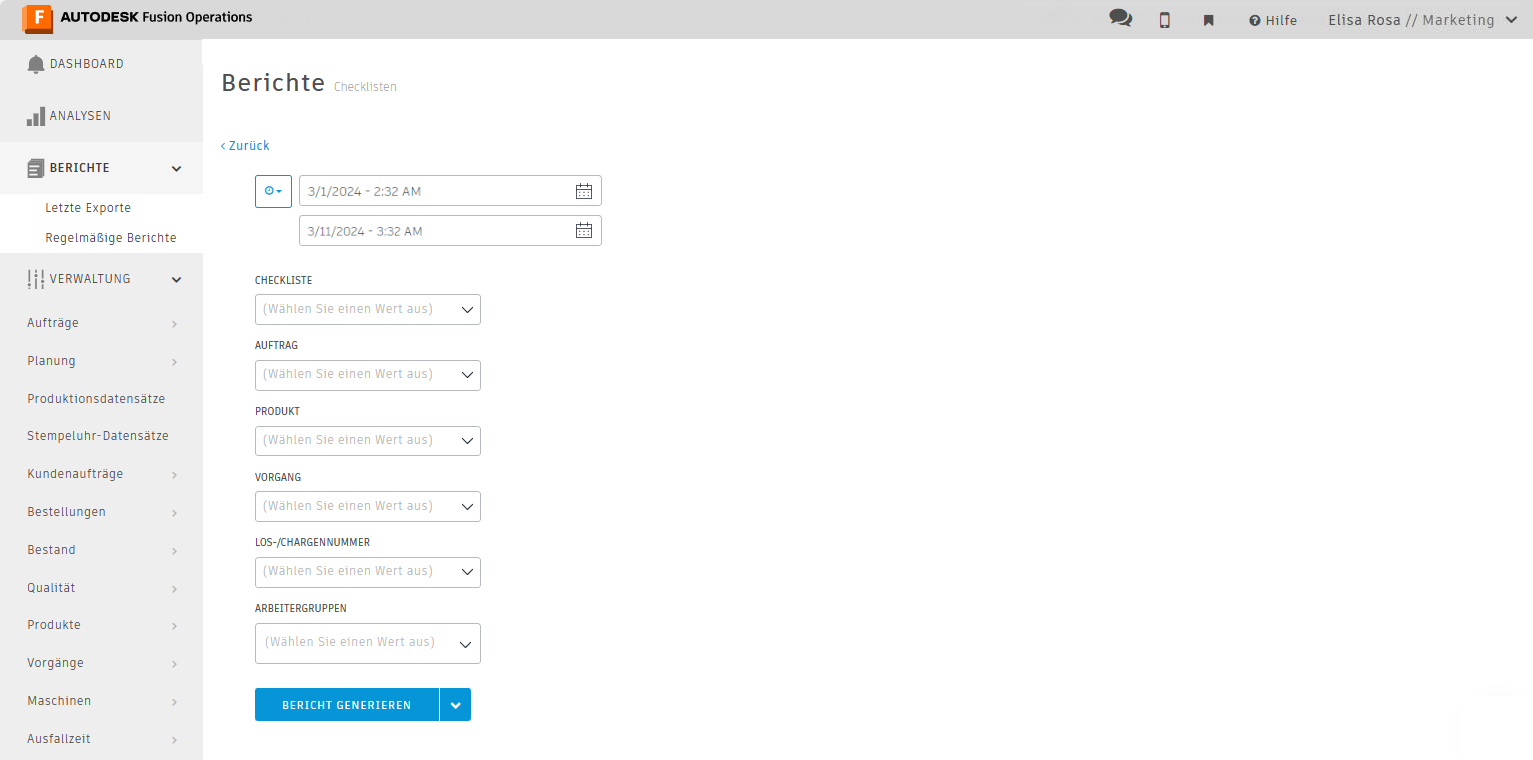 F AUTODESK Fusion Operations
Hilfe
Elisa Rosa // Marketing
DASHBOARD
ANALYSEN
BERICHTE
Letzte Exporte
Regelmäßige Berichte
VERWALTUNG
Aufträge
Planung
Produktionsdatensätze
Stempeluhr-Datensätze
Kundenaufträge
Bestellungen
Bestand
Qualität
Produkte
Vorgänge
Maschinen
Ausfallzeit
Berichte Checklisten
‹ Zurück
3/1/2024 - 2:32 AM
3/11/2024 - 3:32 AM
CHECKLISTE
(Wählen Sie einen Wert aus)
AUFTRAG
(Wählen Sie einen Wert aus)
PRODUKT
(Wählen Sie einen Wert aus)
VORGANG
(Wählen Sie einen Wert aus)
LOS-/CHARGENNUMMER
(Wählen Sie einen Wert aus)
ARBEITERGRUPPEN
(Wählen Sie einen Wert aus)
BERICHT GENERIEREN